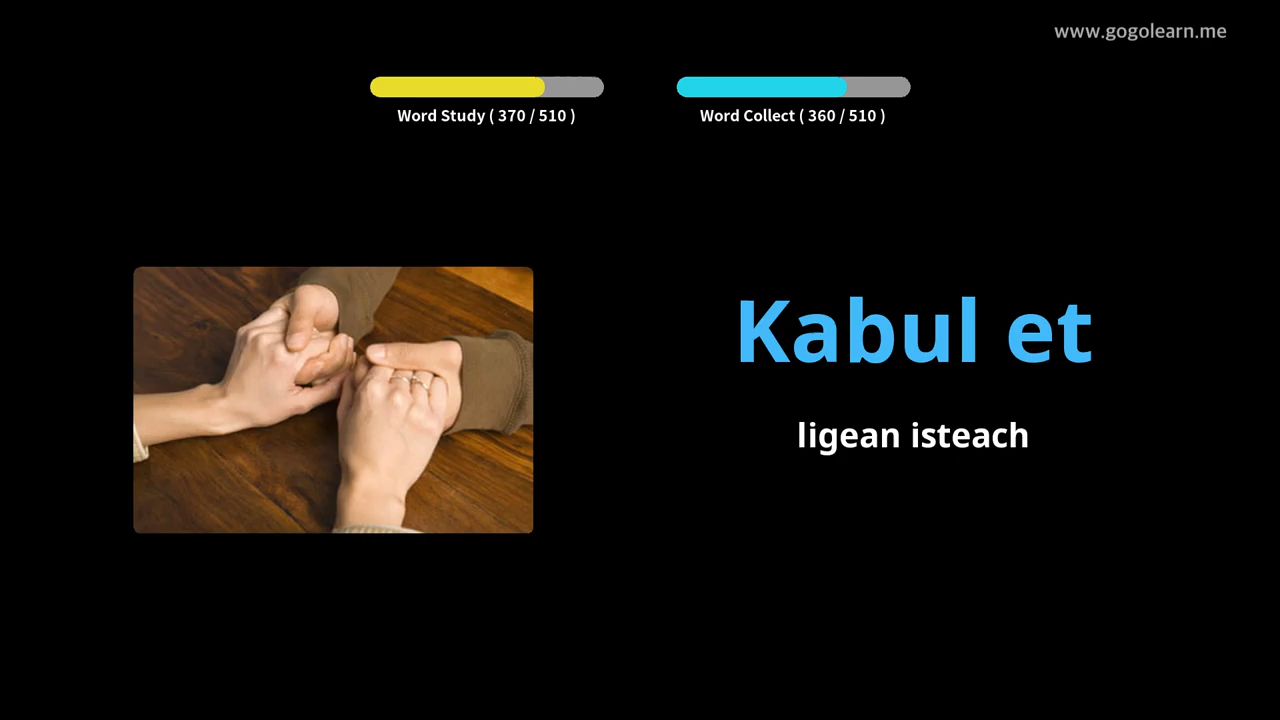 www.gogolearn.me
Word Study ( 370 / 510 )
Word Collect ( 360 / 510 )
Kabul et
ligean isteach